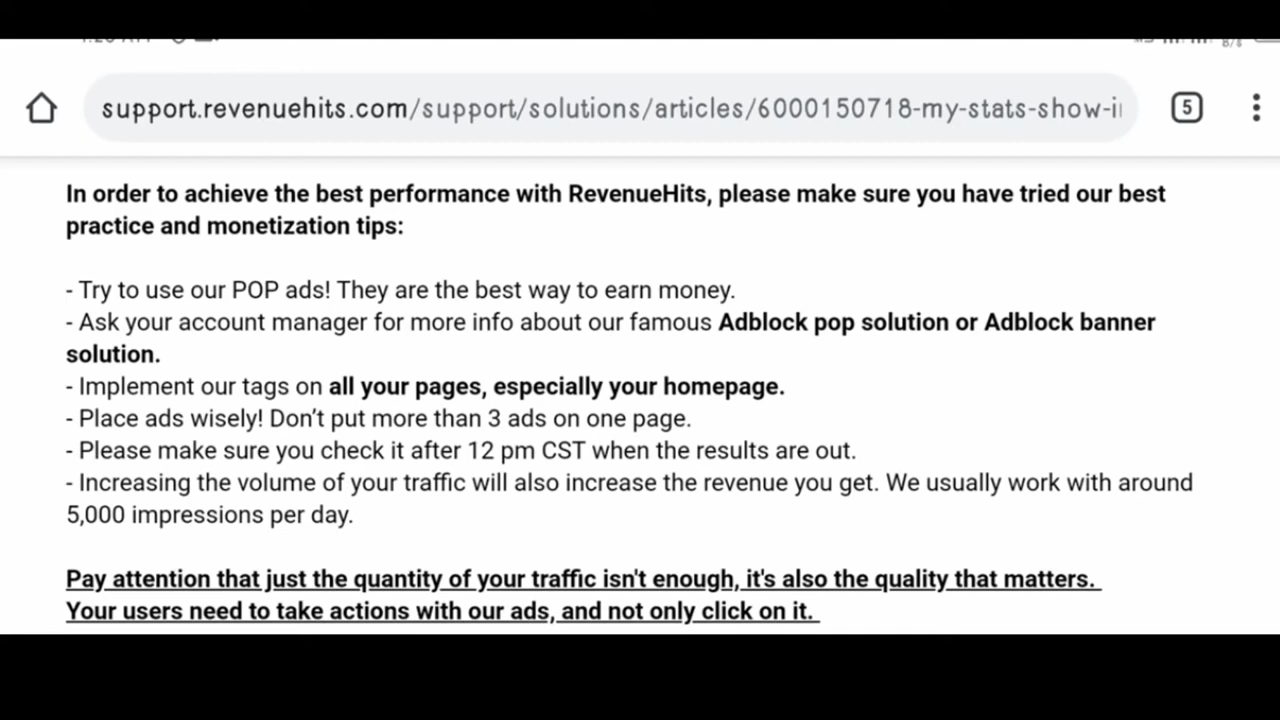 support.revenuehits.com/support/solutions/articles/6000150718-my-stats-show-i
5
In order to achieve the best performance with RevenueHits, please make sure you have tried our best
practice and monetization tips:
- Try to use our POP ads! They are the best way to earn money.
- Ask your account manager for more info about our famous Adblock pop solution or Adblock banner
solution.
- Implement our tags on all your pages, especially your homepage.
- Place ads wisely! Don’t put more than 3 ads on one page.
- Please make sure you check it after 12 pm CST when the results are out.
- Increasing the volume of your traffic will also increase the revenue you get. We usually work with around
5,000 impressions per day.
Pay attention that just the quantity of your traffic isn't enough, it's also the quality that matters.
Your users need to take actions with our ads, and not only click on it.